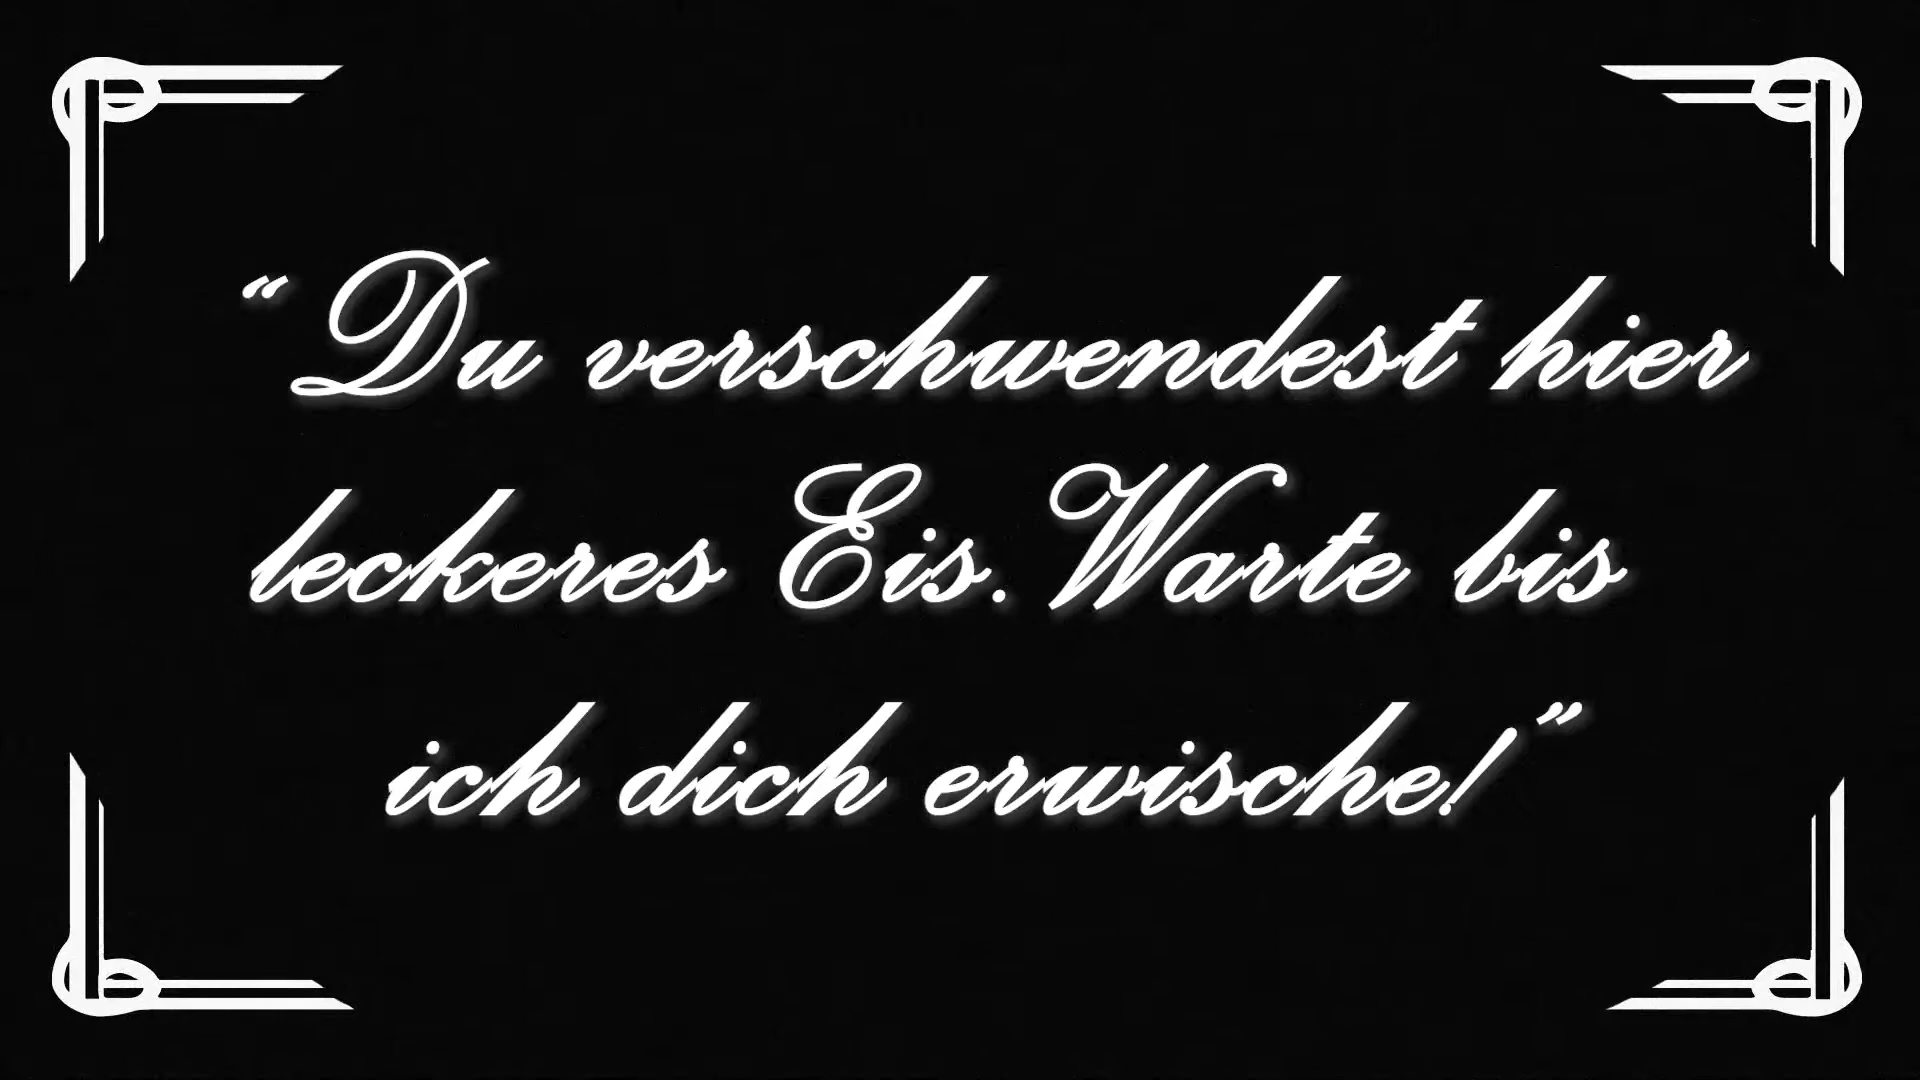 “Du verschwendest hier
leckeres Eis. Warte bis
ich dich erwische!”